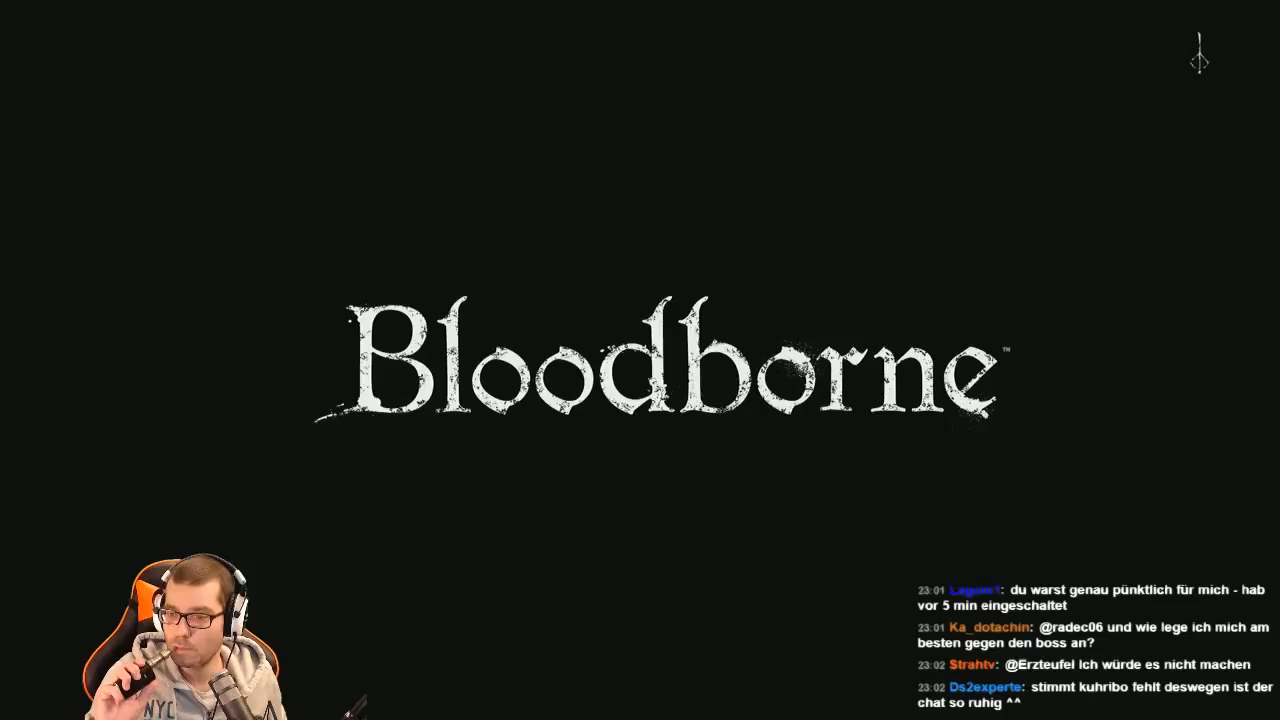 Bloodborne™
23:01 Lagom1: du warst genau pünktlich für mich - hab
vor 5 min eingeschaltet
23:01 Ka_dotachin: @radec06 und wie lege ich mich am
besten gegen den boss an?
23:02 Strahtv: @Erzteufel Ich würde es nicht machen
23:02 Ds2experte: stimmt kuhribo fehlt deswegen ist der
chat so ruhig ^^
NYC